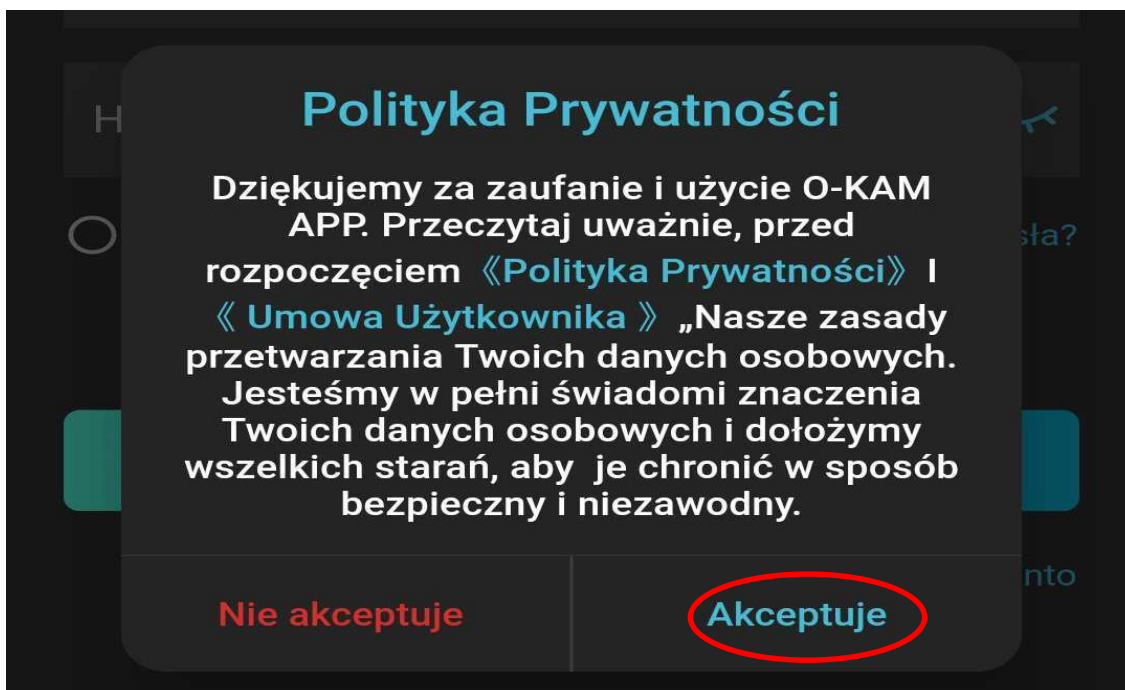 Polityka Prywatności
H
Dziękujemy za zaufanie i użycie O-KAM
APP. Przeczytaj uważnie, przed
sła?
rozpoczęciem 《Polityka Prywatności》 I
《 Umowa Użytkownika 》 „Nasze zasady
przetwarzania Twoich danych osobowych.
Jesteśmy w pełni świadomi znaczenia
Twoich danych osobowych i dołożymy
wszelkich starań, aby  je chronić w sposób
bezpieczny i niezawodny.
nto
Nie akceptuje
Akceptuje